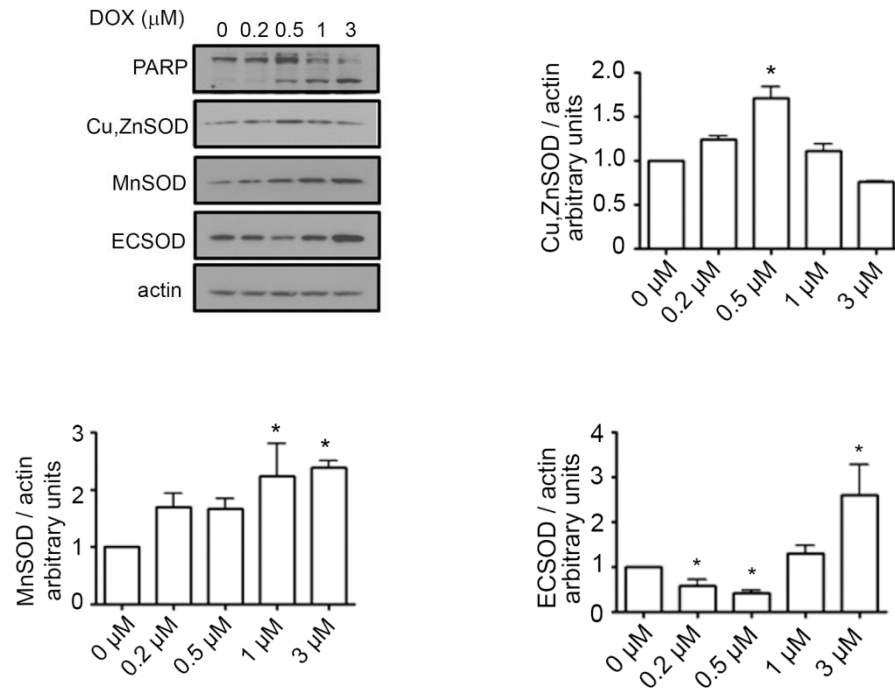 DOX (µM) 0 0.2 0.5 1 3
PARP
Cu,ZnSOD
MnSOD
ECSOD
actin
Cu,ZnSOD / actin
arbitrary units
2.0
1.5
1.0
0.5
0
*
0 µM 0.2 µM 0.5 µM 1 µM 3 µM
MnSOD / actin
arbitrary units
3
2
1
0
* *
0 µM 0.2 µM 0.5 µM 1 µM 3 µM
ECSOD / actin
arbitrary units
4
3
2
1
0
* * *
0 µM 0.2 µM 0.5 µM 1 µM 3 µM